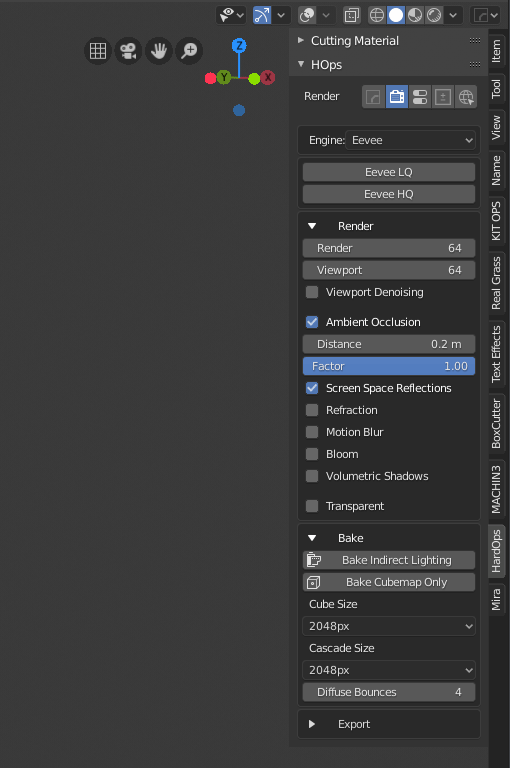 Cutting Material
HOps
Render
Engine: Eevee
Eevee LQ
Eevee HQ
Render
Render 64
Viewport 64
Viewport Denoising
Ambient Occlusion
Distance 0.2 m
Factor 1.00
Screen Space Reflections
Refraction
Motion Blur
Bloom
Volumetric Shadows
Transparent
Bake
Bake Indirect Lighting
Bake Cubemap Only
Cube Size
2048px
Cascade Size
2048px
Diffuse Bounces 4
Export
Z
Y
X
Item
Tool
View
Name
KIT OPS
Real Grass
Text Effects
BoxCutter
MACHIN3
HardOps
Mira